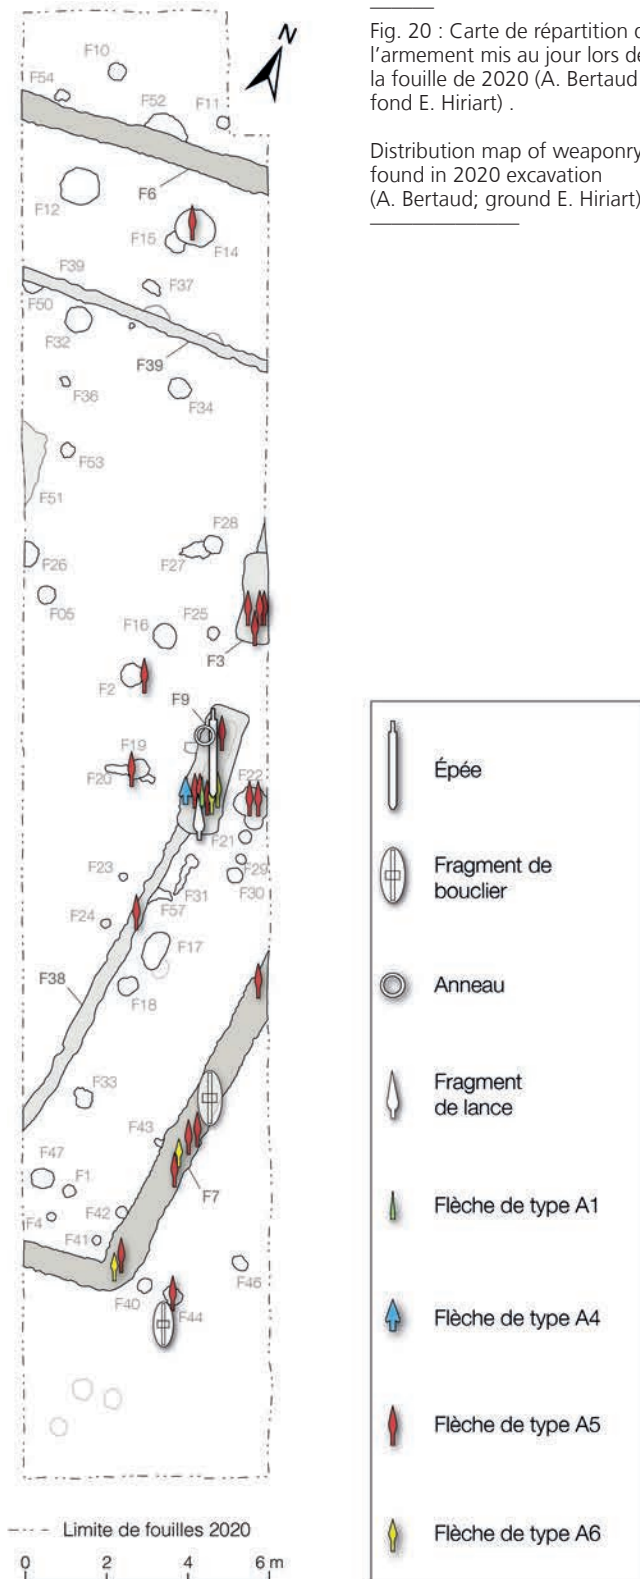 Fig. 20 : Carte de répartition
l'armement mis au jour lors de
la fouille de 2020 (A. Bertaud
fond E. Hiriart) .
Distribution map of weaponry
found in 2020 excavation
(A. Bertaud; ground E. Hiriart)
N
F10
F54
F52
F11
F12
F6
F15
F14
F39
F37
F50
F32
F39
F36
F34
F53
F51
F28
F26
F27
F05
F16
F25
F3
F2
F9
F19
F20
F22
F21
F23
F29
F31
F30
F57
F24
F17
F38
F18
F33
F43
F47
F1
F7
F4
F42
F41
F46
F40
F44
Épée
Fragment de
bouclier
Anneau
Fragment
de lance
Flèche de type A1
Flèche de type A4
Flèche de type A5
Flèche de type A6
Limite de fouilles 2020
0 2 4 6 m